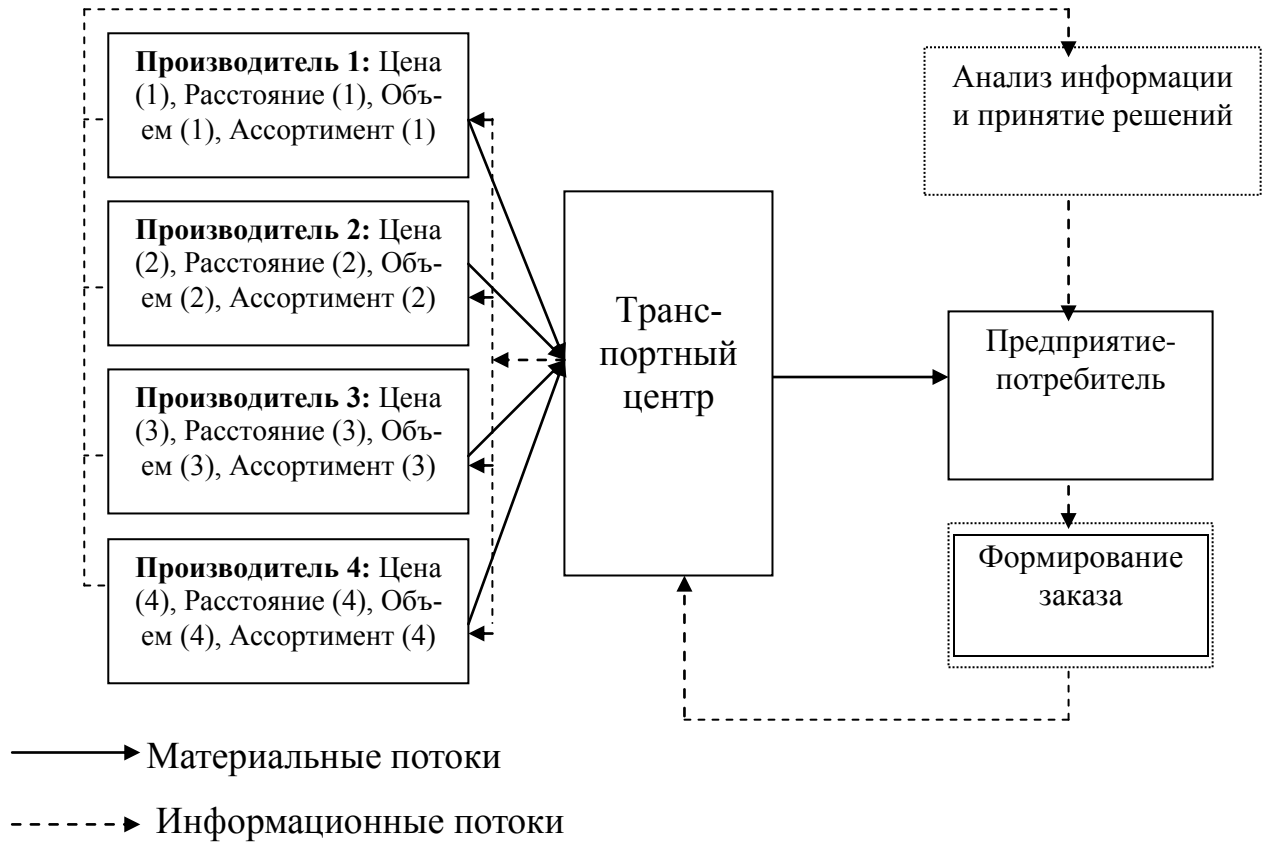 Производитель 1: Цена
(1), Расстояние (1), Объ-
ем (1), Ассортимент (1)
Производитель 2: Цена
(2), Расстояние (2), Объ-
ем (2), Ассортимент (2)
Производитель 3: Цена
(3), Расстояние (3), Объ-
ем (3), Ассортимент (3)
Производитель 4: Цена
(4), Расстояние (4), Объ-
ем (4), Ассортимент (4)
Транс-
портный
центр
Анализ информации
и принятие решений
Предприятие-
потребитель
Формирование
заказа
Материальные потоки
Информационные потоки